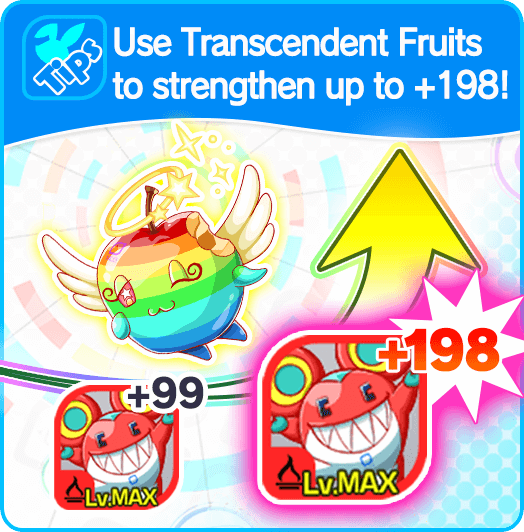 Tips
Use Transcendent Fruits
to strengthen up to +198!
+99
Lv.MAX
+198
Lv.MAX